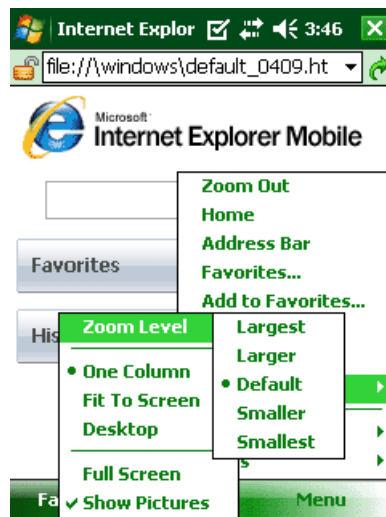 Internet Explor 3:46
file://\windows\default_0409.ht
Microsoft
Internet Explorer Mobile
Zoom Out
Home
Address Bar
Favorites...
Add to Favorites...
Favorites
His
Zoom Level
One Column
Fit To Screen
Desktop
Full Screen
Show Pictures
Largest
Larger
Default
Smaller
Smallest
s
Fa
Menu